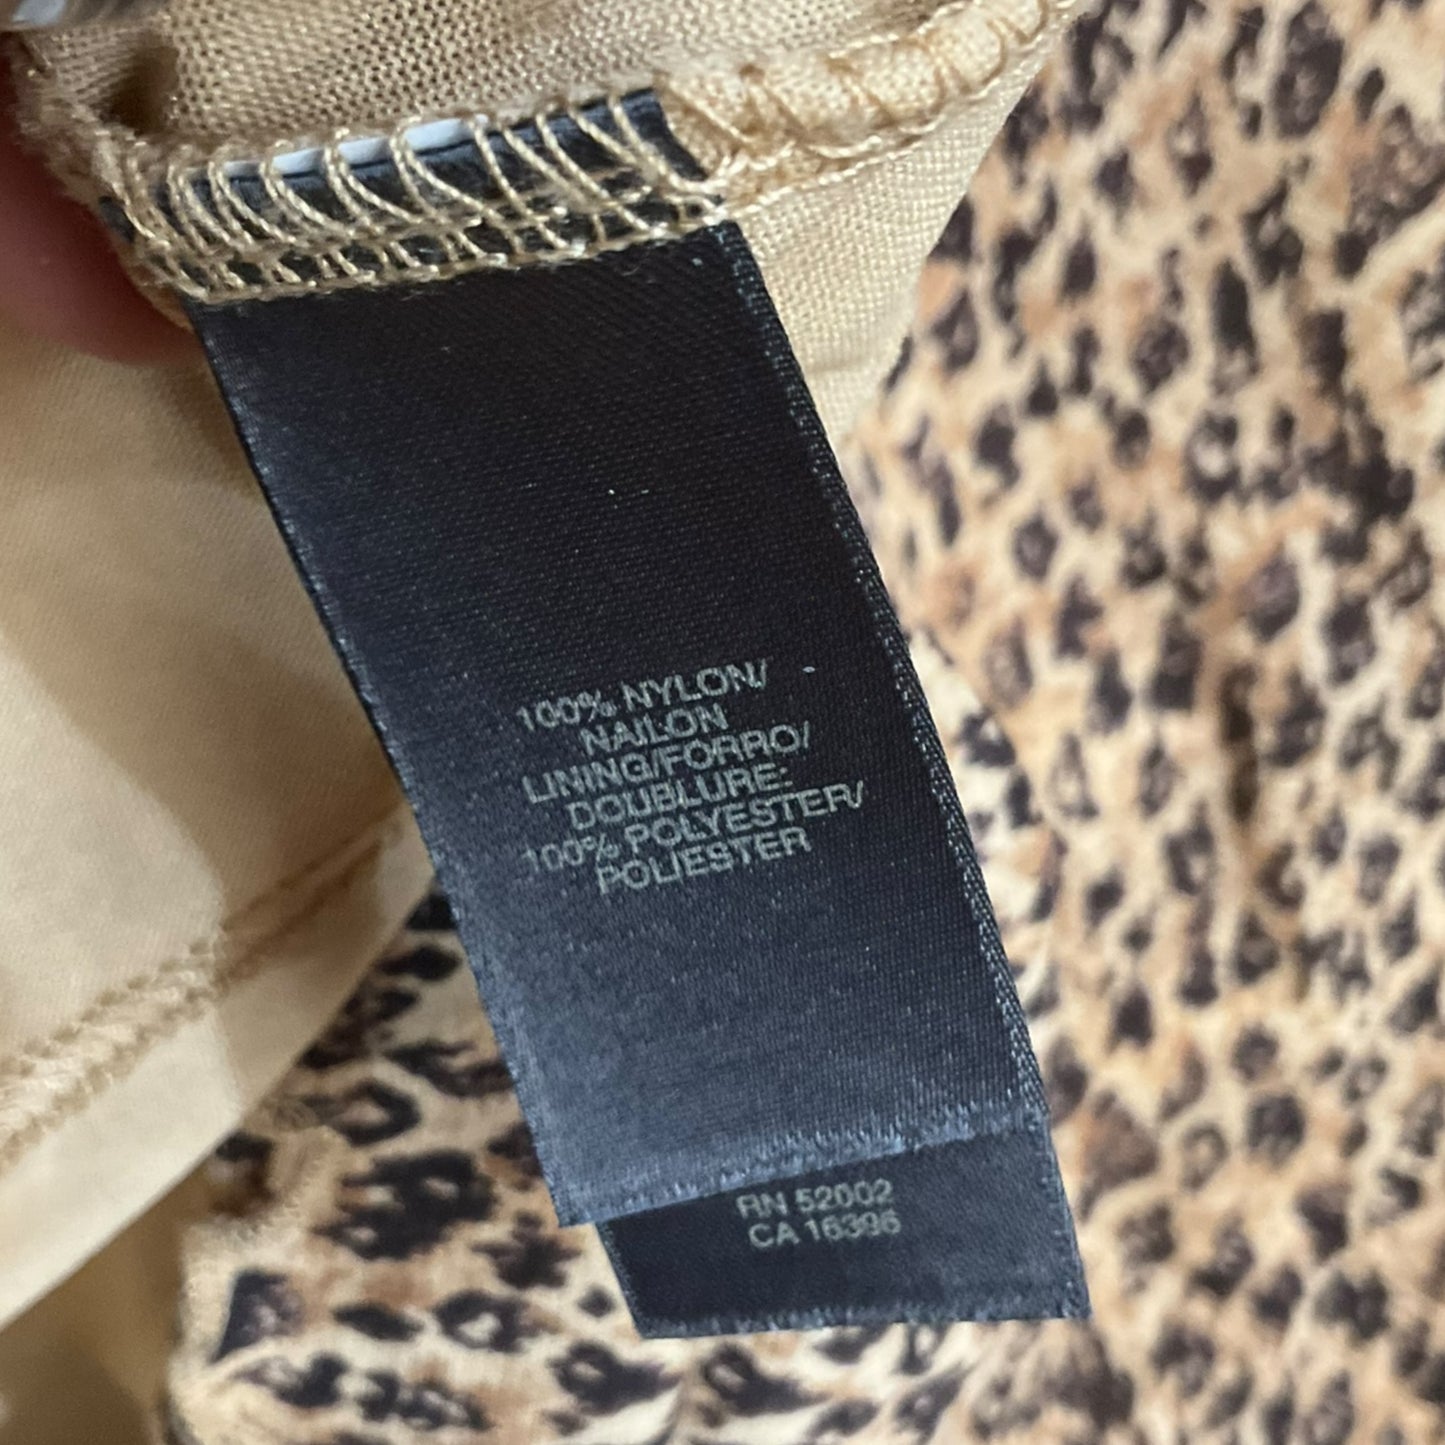 100% NYLON/
NAILON
LINING/FORRO/
DOUBLURE:
100% POLYESTER/
POLIESTER
RN 52002
CA 16396